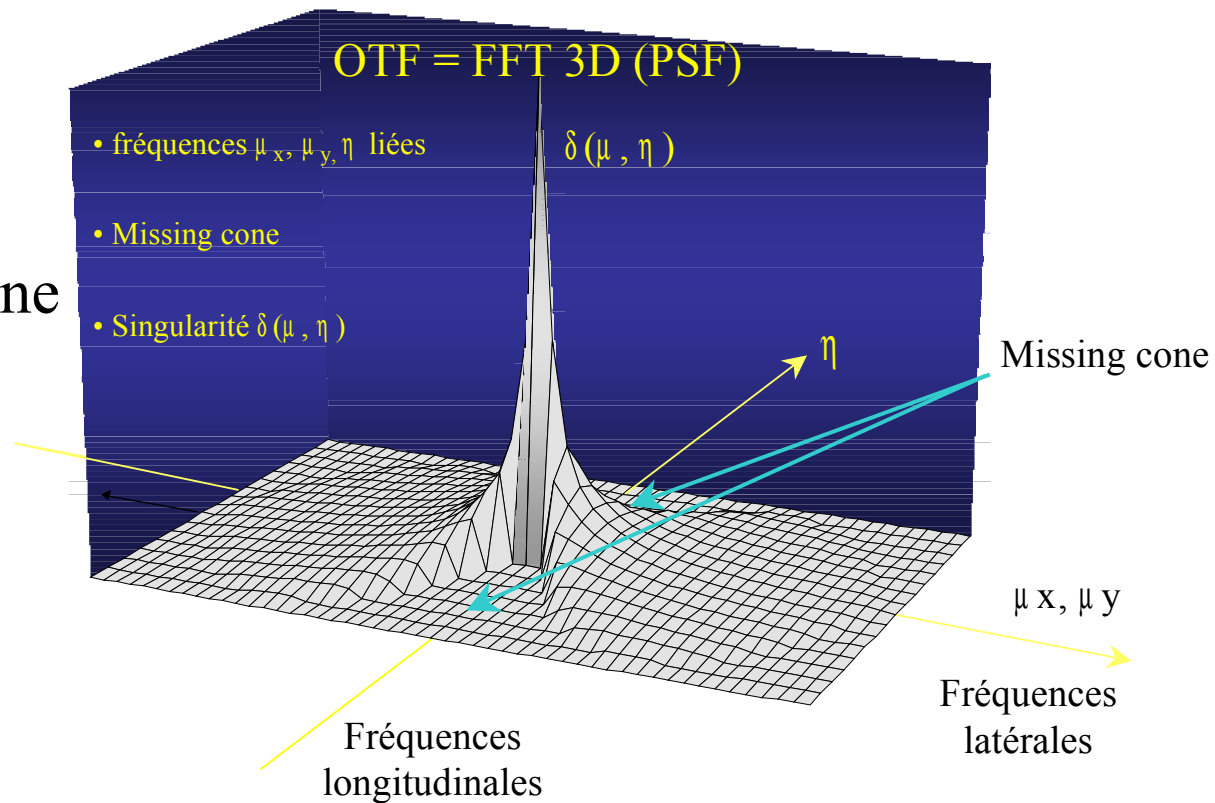 OTF = FFT 3D (PSF)
• fréquences μ x, μ y, η liées
δ(μ , η )
• Missing cone
ne
• Singularité δ(μ , η )
η
Missing cone
μ x, μ y
Fréquences
latérales
Fréquences
longitudinales